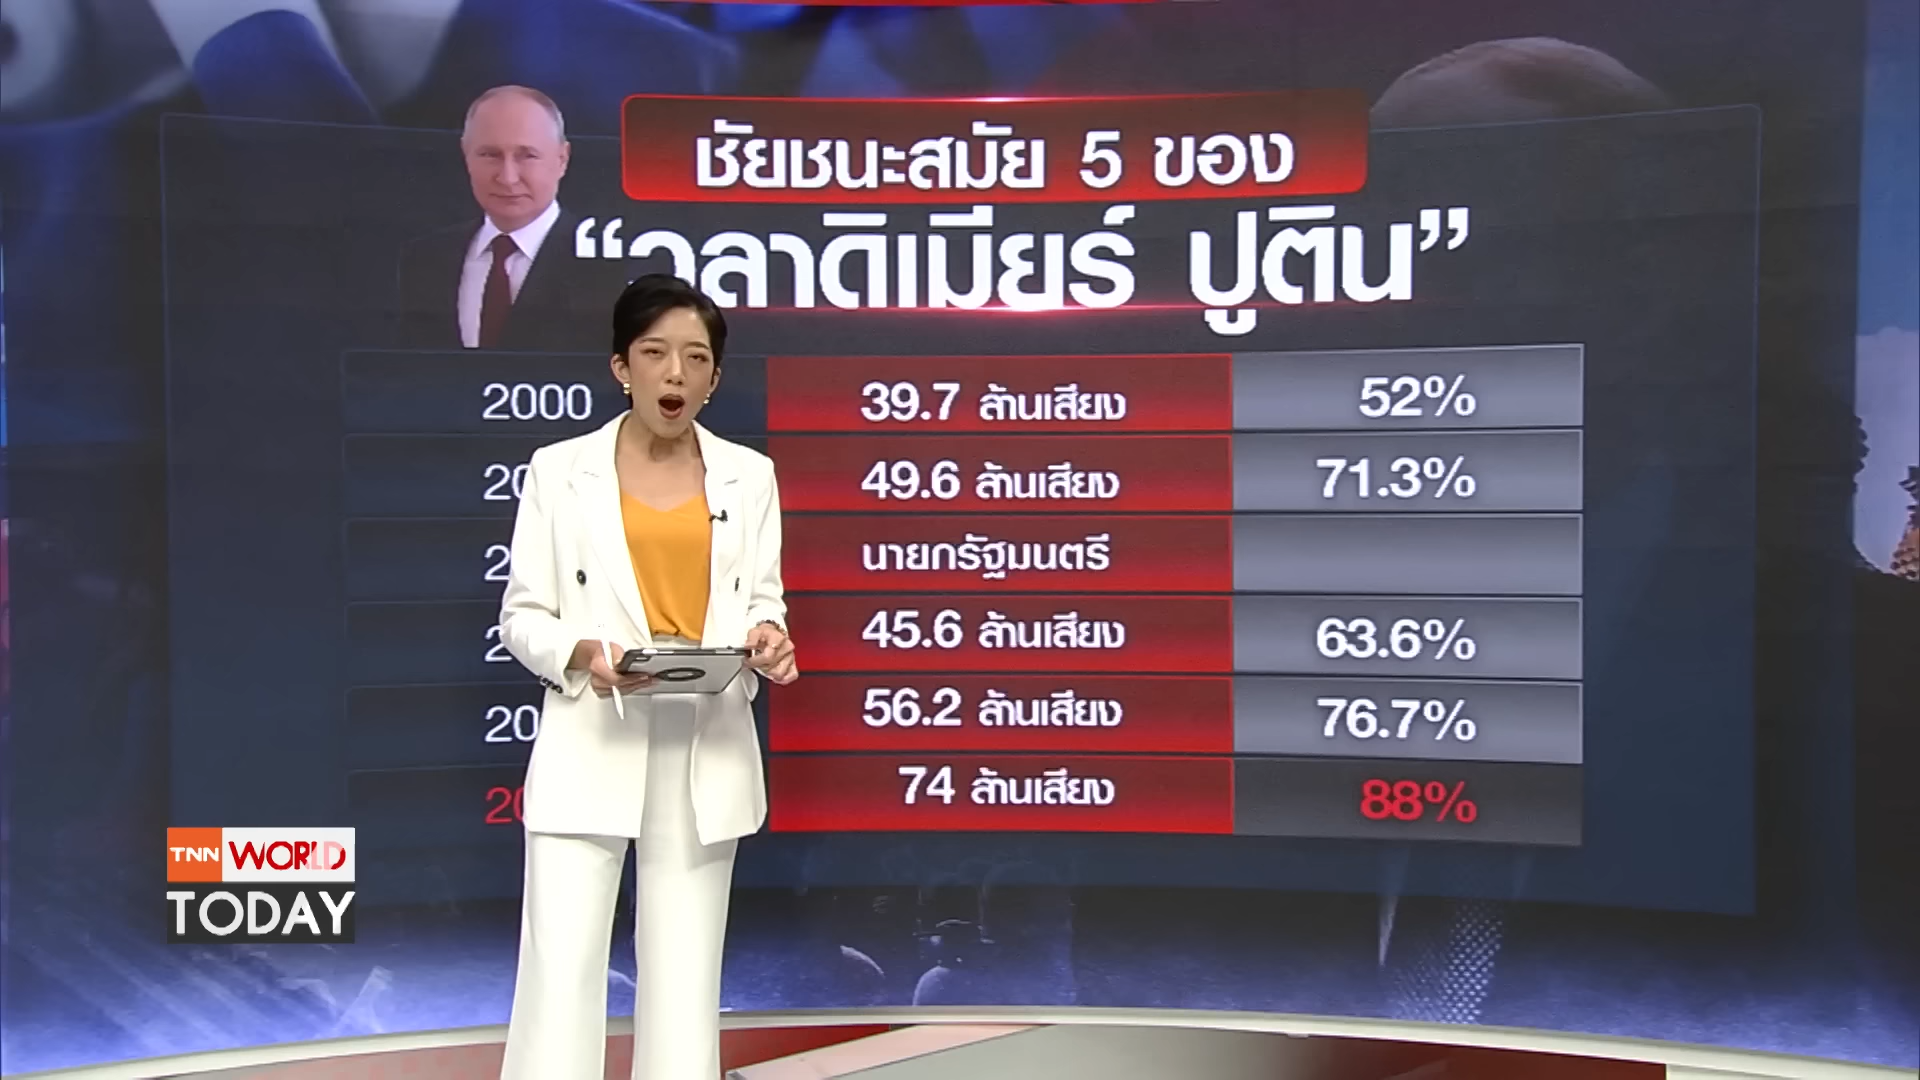 ชัยชนะสมัย 5 ของ
“วลาดิเมียร์ ปูติน”
2000 39.7 ล้านเสียง 52%
49.6 ล้านเสียง 71.3%
นายกรัฐมนตรี
45.6 ล้านเสียง 63.6%
56.2 ล้านเสียง 76.7%
74 ล้านเสียง 88%
TNN WORLD
TODAY